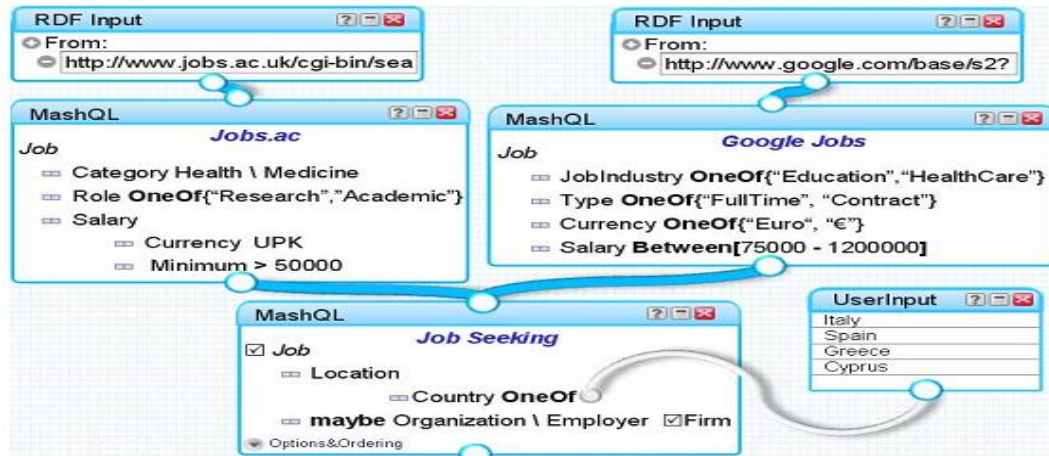 RDF Input
From:
http://www.jobs.ac.uk/cgi-bin/sea
RDF Input
From:
http://www.google.com/base/s2?
MashQL
Jobs.ac
Job
Category Health \ Medicine
Role OneOf{“Research”,”Academic”}
Salary
Currency UPK
Minimum > 50000
MashQL
Google Jobs
Job
JobIndustry OneOf{“Education”,“HealthCare”}
Type OneOf{“FullTime”, “Contract”}
Currency OneOf{“Euro”, “€”}
Salary Between[75000 - 1200000]
MashQL
Job Seeking
Job
Location
Country OneOf
maybe Organization \ Employer Firm
Options&Ordering
UserInput
Italy
Spain
Greece
Cyprus